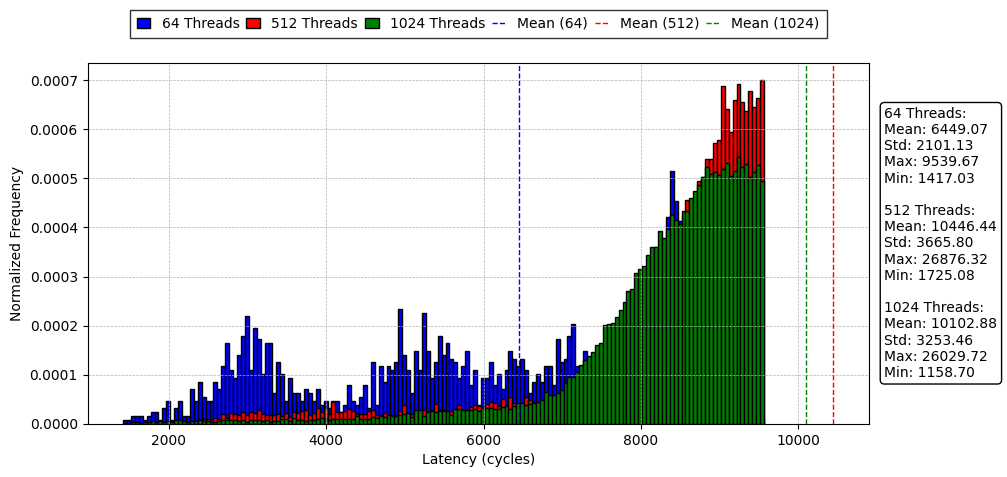 64 Threads 512 Threads 1024 Threads Mean (64) Mean (512) Mean (1024)
0.0007
0.0006
0.0005
0.0004
0.0003
0.0002
0.0001
0.0000
Normalized Frequency
2000 4000 6000 8000 10000
Latency (cycles)
64 Threads:
Mean: 6449.07
Std: 2101.13
Max: 9539.67
Min: 1417.03
512 Threads:
Mean: 10446.44
Std: 3665.80
Max: 26876.32
Min: 1725.08
1024 Threads:
Mean: 10102.88
Std: 3253.46
Max: 26029.72
Min: 1158.70